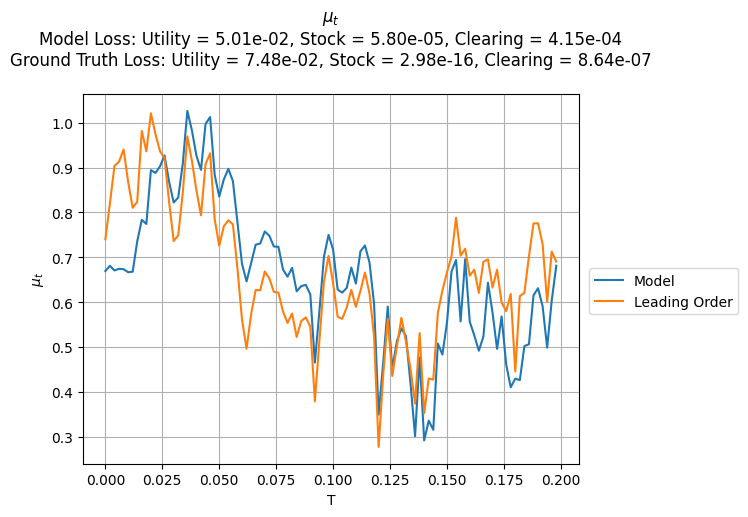 μ_t
Model Loss: Utility = 5.01e-02, Stock = 5.80e-05, Clearing = 4.15e-04
Ground Truth Loss: Utility = 7.48e-02, Stock = 2.98e-16, Clearing = 8.64e-07
1.0
0.9
0.8
0.7
0.6
0.5
0.4
0.3
μ_t
0.000 0.025 0.050 0.075 0.100 0.125 0.150 0.175 0.200
T
Model
Leading Order